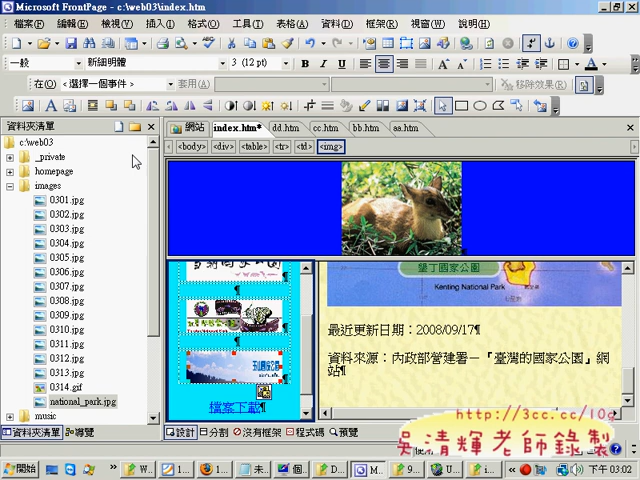 Microsoft FrontPage - c:\web03\index.htm
檔案(F) 編輯(E) 檢視(V) 插入(I) 格式(O) 工具(T) 表格(A) 資料(D) 框架(R) 視窗(W) 說明(H)
一般 新細明體 3 (12 pt) B I U A
在(O) <選擇一個事件> 套用(A) 移除效果(R)
資料夾清單 網站 index.htm* dd.htm cc.htm bb.htm aa.htm
<body> <div> <table> <tr> <td> <img>
c:\web03
_private
homepage
images
0301.jpg
0302.jpg
0303.jpg
0304.jpg
0305.jpg
0306.jpg
0307.jpg
0308.jpg
0309.jpg
0310.jpg
0311.jpg
0312.jpg
0313.jpg
0314.gif
national_park.jpg
music
墾丁國家公園
Kenting National Park
最近更新日期：2008/09/17
資料來源：內政部營建署－「臺灣的國家公園」網
站
檔案下載
資料夾清單 導覽 設計 分割 沒有框架 程式碼 預覽
http://3cc.cc/10g
吳清輝老師錄製
開始 W... 1... 1... 未... 個... D... M... 9... U... i... 下午 03:02